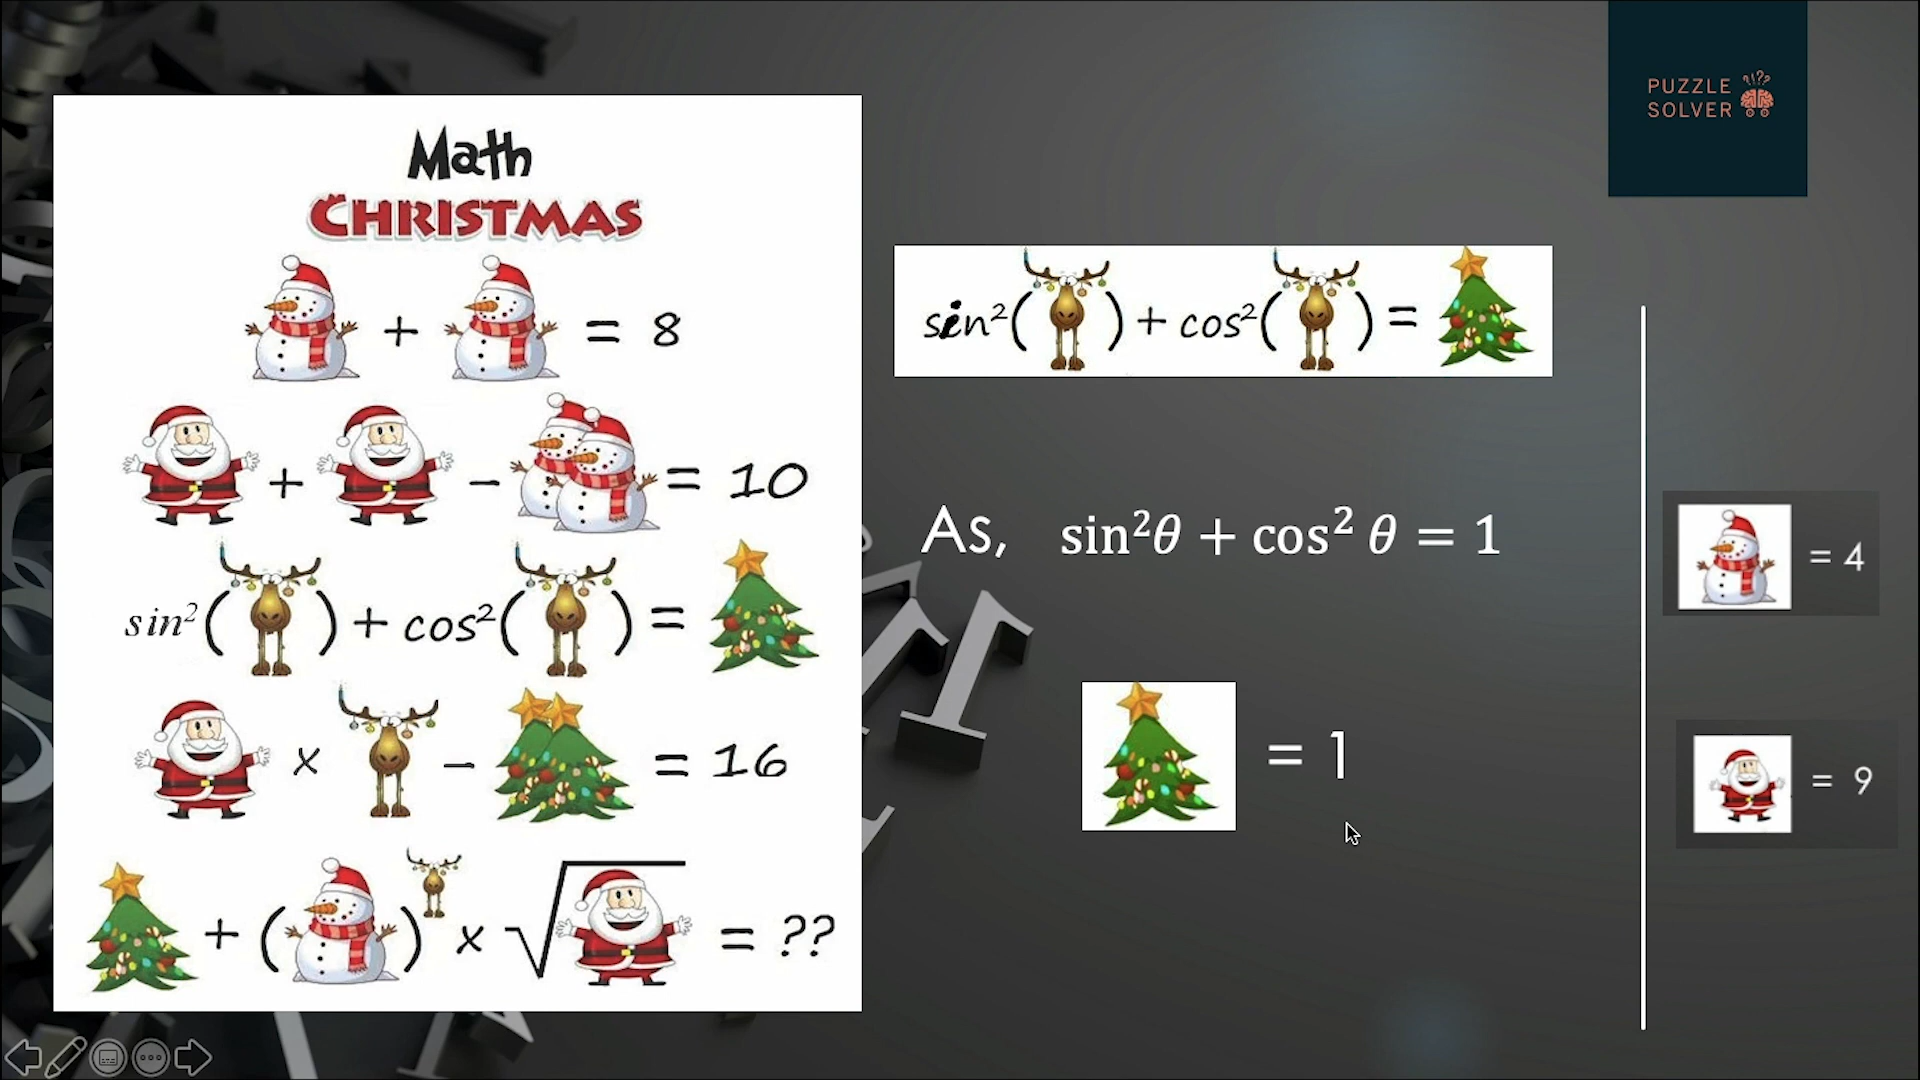 Math
CHRISTMAS
+ = 8
+ - = 10
sin²( ) + cos²( ) =
x - = 16
+ ( ) x √ = ??
PUZZLE
SOLVER
sin²( ) + cos²( ) =
As, sin²θ + cos² θ = 1
= 1
= 4
= 9